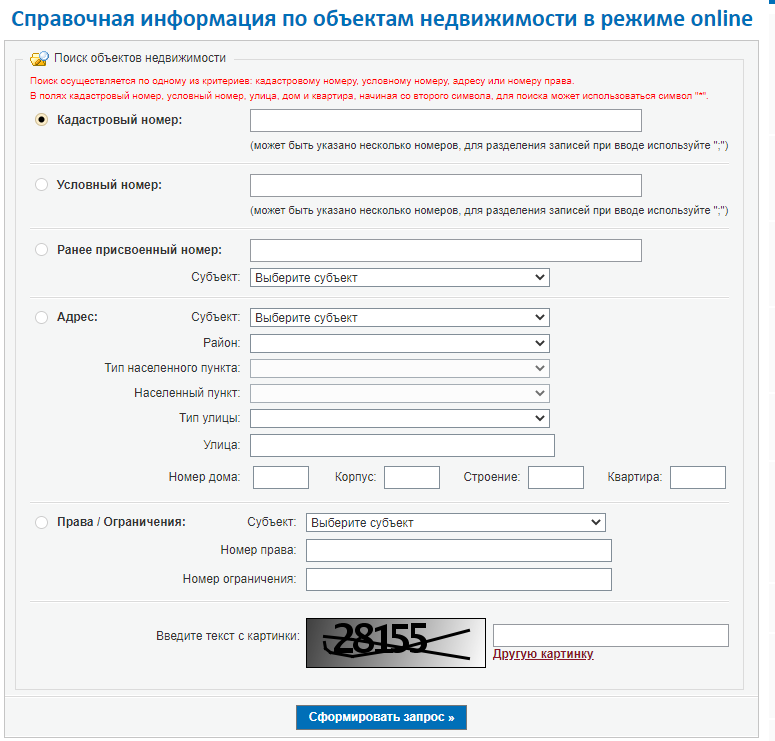 Справочная информация по объектам недвижимости в режиме online
Поиск объектов недвижимости
Поиск осуществляется по одному из критериев: кадастровому номеру, условному номеру, адресу или номеру права.
В полях кадастровый номер, условный номер, улица, дом и квартира, начиная со второго символа, для поиска может использоваться символ "*".
Кадастровый номер:
(может быть указано несколько номеров, для разделения записей при вводе используйте ";")
Условный номер:
(может быть указано несколько номеров, для разделения записей при вводе используйте ";")
Ранее присвоенный номер:
Субъект: Выберите субъект
Адрес: Субъект: Выберите субъект
Район:
Тип населенного пункта:
Населенный пункт:
Тип улицы:
Улица:
Номер дома: Корпус: Строение: Квартира:
Права / Ограничения: Субъект: Выберите субъект
Номер права:
Номер ограничения:
Введите текст с картинки: 28155
Другую картинку
Сформировать запрос »